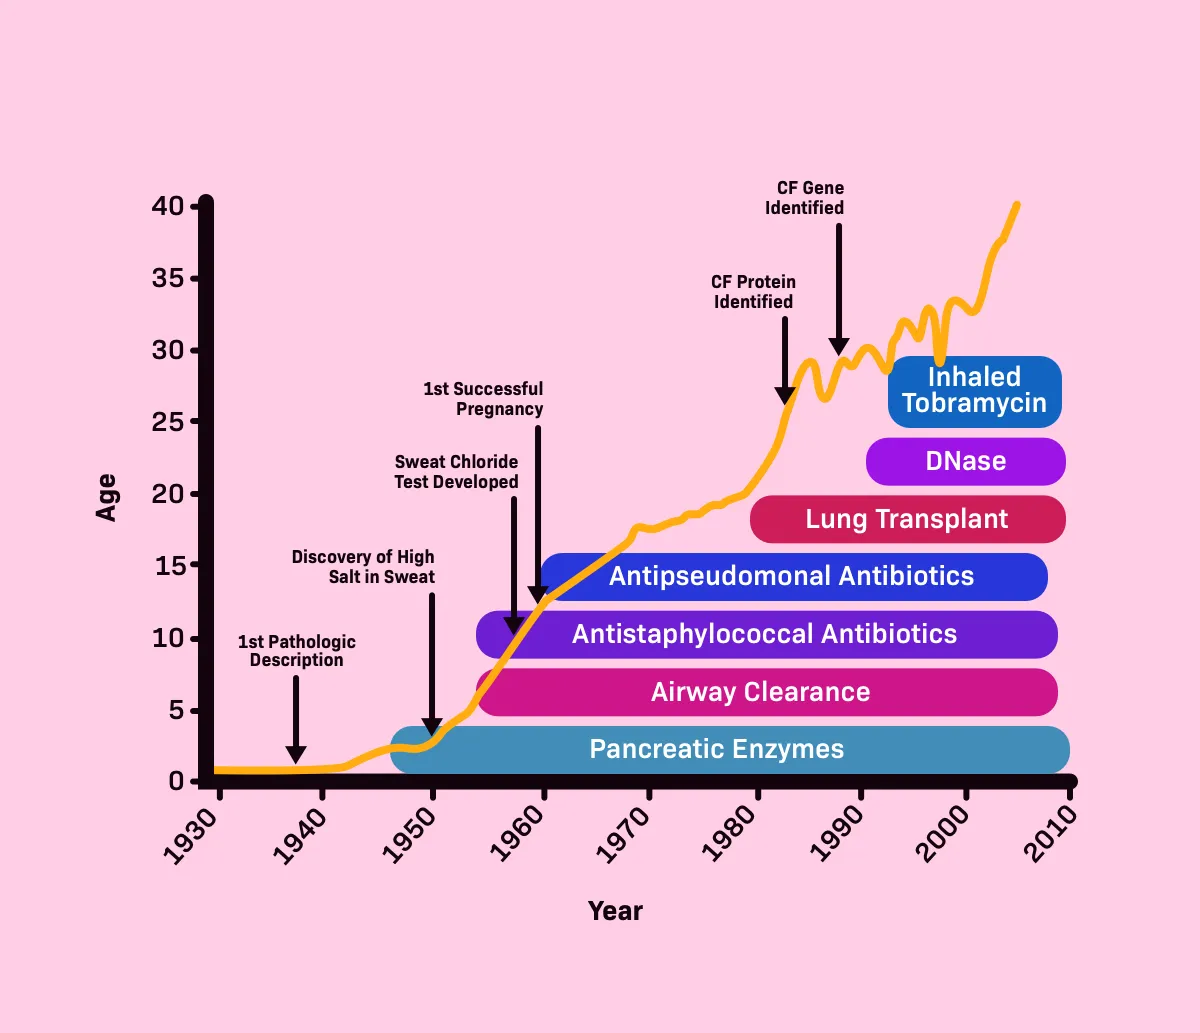 CF Gene
Identified
40
35
CF Protein
Identified
30
Inhaled
Tobramycin
1st Successful
Pregnancy
25
Sweat Chloride
Test Developed
DNase
Age
20
Lung Transplant
Discovery of High
Salt in Sweat
15
Antipseudomonal Antibiotics
10
1st Pathologic
Description
Antistaphylococcal Antibiotics
5
Airway Clearance
Pancreatic Enzymes
0
1930
1940
1950
1960
1970
1980
1990
2000
2010
Year